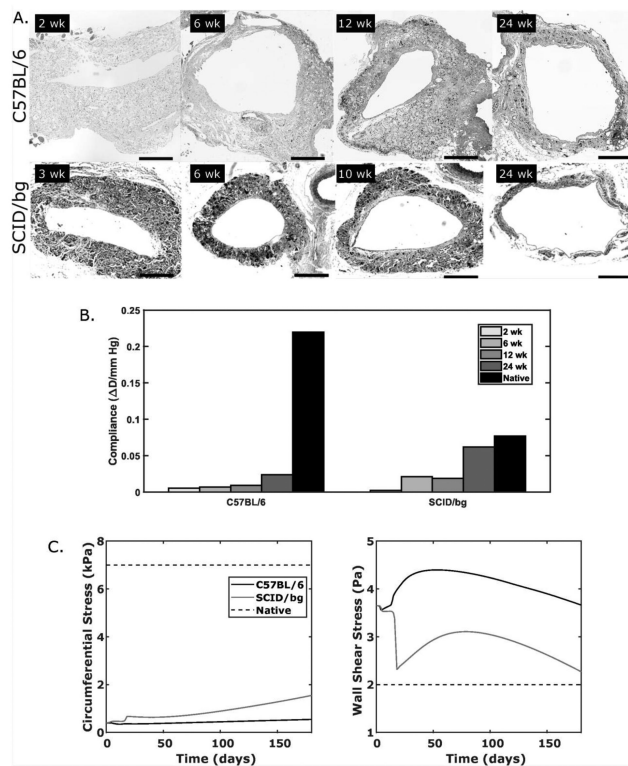 A.
C57BL/6
2 wk
6 wk
12 wk
24 wk
SCID/bg
3 wk
6 wk
10 wk
24 wk
B.
Compliance (ΔD/mm Hg)
0.25
0.2
0.15
0.1
0.05
0
2 wk
6 wk
12 wk
24 wk
Native
C57BL/6
SCID/bg
C.
Circumferential Stress (kPa)
8
6
4
2
0
C57BL/6
SCID/bg
Native
0
50
100
150
Time (days)
Wall Shear Stress (Pa)
5
4
3
2
1
0
50
100
150
Time (days)